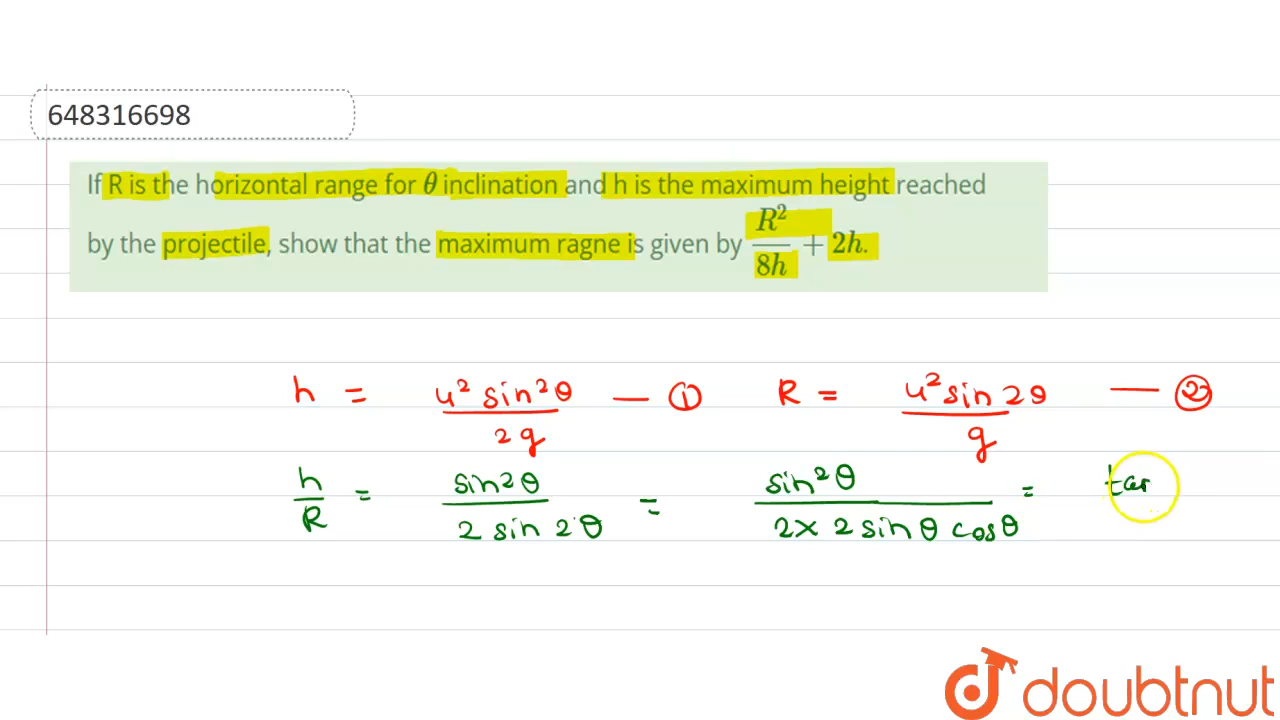 648316698
If R is the horizontal range for θ inclination and h is the maximum height reached
by the projectile, show that the maximum ragne is given by R²/8h + 2h.
h = u² sin²θ / 2g — ① R = u² sin 2θ / g — ②
h/R = sin²θ / 2 sin 2θ = sin²θ / 2× 2 sinθ cosθ = tan
doubtnut